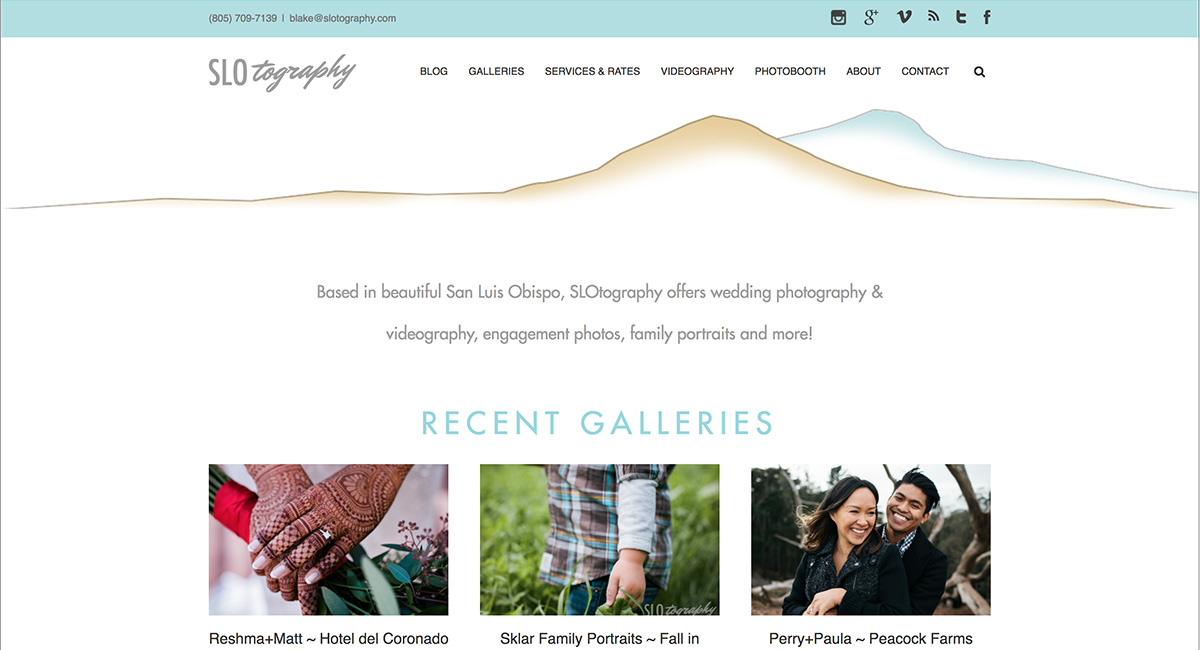 (805) 709-7139 | blake@slotography.com
SLOtography
BLOG GALLERIES SERVICES & RATES VIDEOGRAPHY PHOTOBOOTH ABOUT CONTACT
Based in beautiful San Luis Obispo, SLOtography offers wedding photography &
videography, engagement photos, family portraits and more!
RECENT GALLERIES
SLOtography
Reshma+Matt ~ Hotel del Coronado
Sklar Family Portraits ~ Fall in
Perry+Paula ~ Peacock Farms